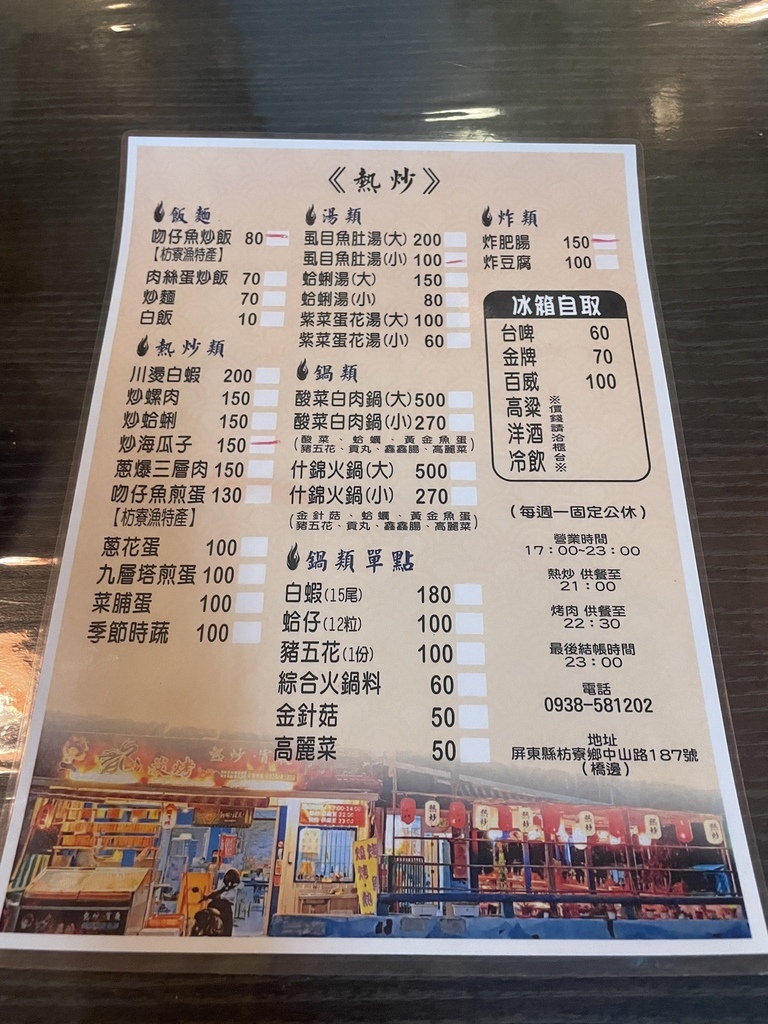 《熱炒》
飯麵
吻仔魚炒飯 80
【枋寮漁特產】
肉絲蛋炒飯 70
炒麵 70
白飯 10
熱炒類
川燙白蝦 200
炒螺肉 150
炒蛤蜊 150
炒海瓜子 150
蔥爆三層肉 150
吻仔魚煎蛋 130
【枋寮漁特產】
蔥花蛋 100
九層塔煎蛋 100
菜脯蛋 100
季節時蔬 100
湯類
虱目魚肚湯(大) 200
虱目魚肚湯(小) 100
蛤蜊湯(大) 150
蛤蜊湯(小) 80
紫菜蛋花湯(大) 100
紫菜蛋花湯(小) 60
鍋類
酸菜白肉鍋(大) 500
酸菜白肉鍋(小) 270
(酸菜、蛤蠣、黃金魚蛋
豬五花、貢丸、鑫鑫腸、高麗菜)
什錦火鍋(大) 500
什錦火鍋(小) 270
(金針菇、蛤蠣、黃金魚蛋
豬五花、貢丸、鑫鑫腸、高麗菜)
鍋類單點
白蝦(15尾) 180
蛤仔(12粒) 100
豬五花(1份) 100
綜合火鍋料 60
金針菇 50
高麗菜 50
炸類
炸肥腸 150
炸豆腐 100
冰箱自取
台啤 60
金牌 70
百威 100
高粱
洋酒
冷飲
※價錢請洽櫃台※
(每週一固定公休)
營業時間
17:00~23:00
熱炒 供餐至
21:00
烤肉 供餐至
22:30
最後結帳時間
23:00
電話
0938-581202
地址
屏東縣枋寮鄉中山路187號
(橋邊)
熱炒
熱炒
熱炒
熱炒
熱炒